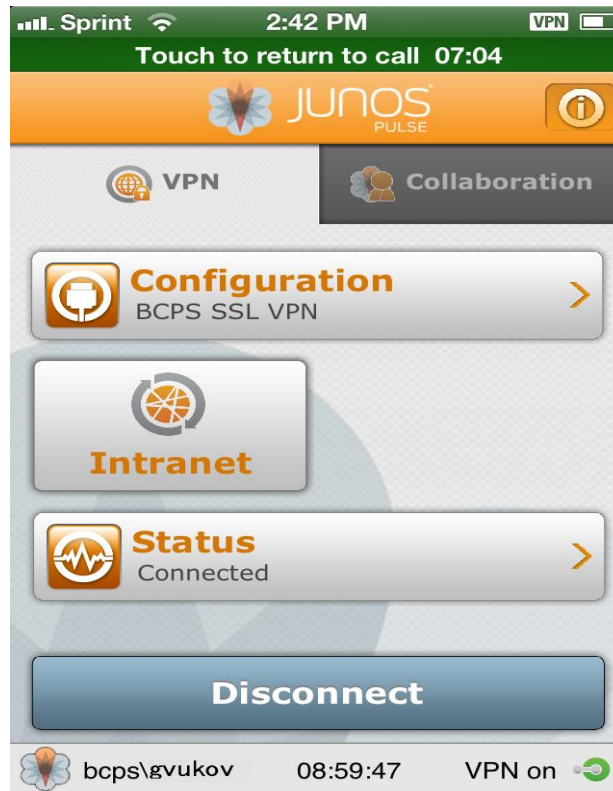 Sprint 2:42 PM VPN
Touch to return to call 07:04
JUNOS
PULSE
VPN Collaboration
Configuration
BCPS SSL VPN
Intranet
Status
Connected
Disconnect
bcps\gvukov 08:59:47 VPN on